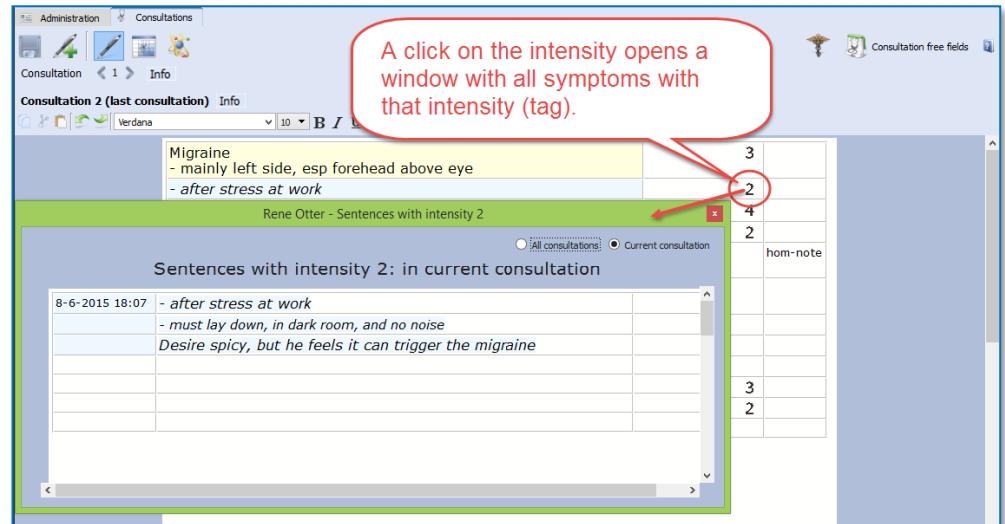 Administration Consultations
A click on the intensity opens a
window with all symptoms with
that intensity (tag).
Consultation free fields
Consultation 1 Info
Consultation 2 (last consultation) Info
Verdana 10 B I
Migraine 3
- mainly left side, esp forehead above eye
- after stress at work 2
4
2
hom-note
3
2
Rene Otter - Sentences with intensity 2 x
All consultations Current consultation
Sentences with intensity 2: in current consultation
8-6-2015 18:07 - after stress at work
- must lay down, in dark room, and no noise
Desire spicy, but he feels it can trigger the migraine